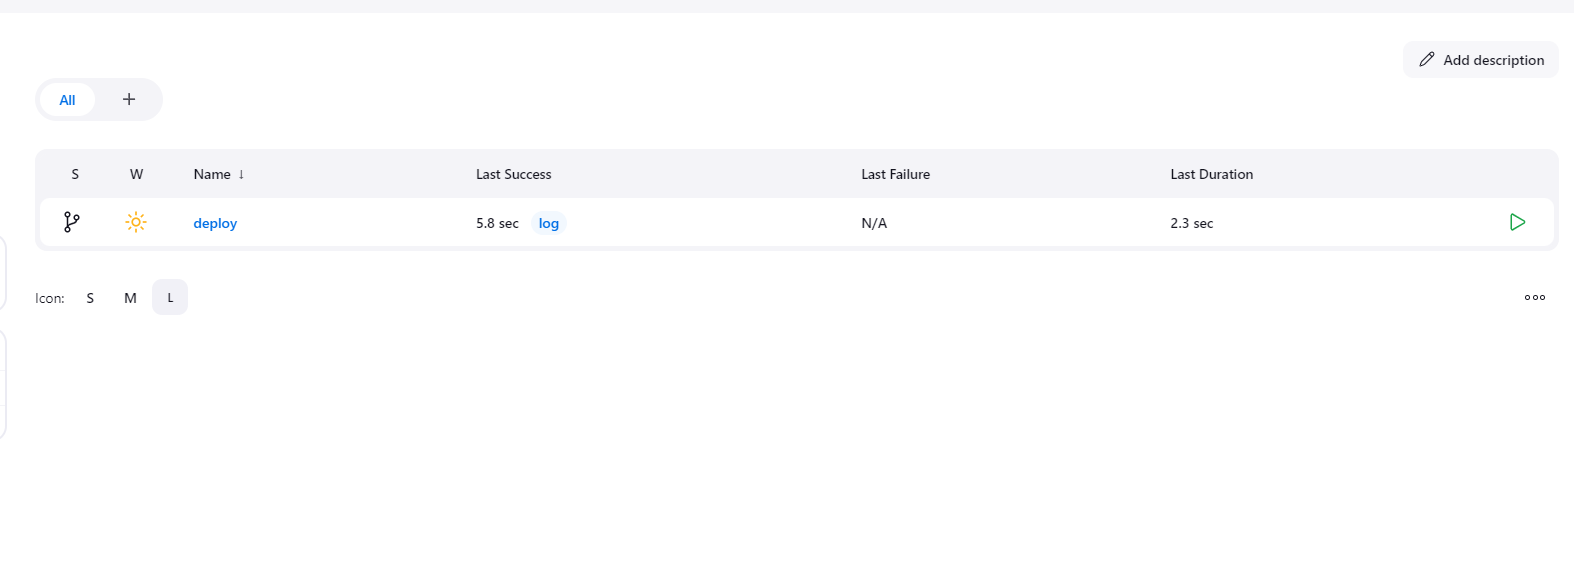 Add description
All +
S W Name ↓ Last Success Last Failure Last Duration
deploy 5.8 sec log N/A 2.3 sec
Icon: S M L